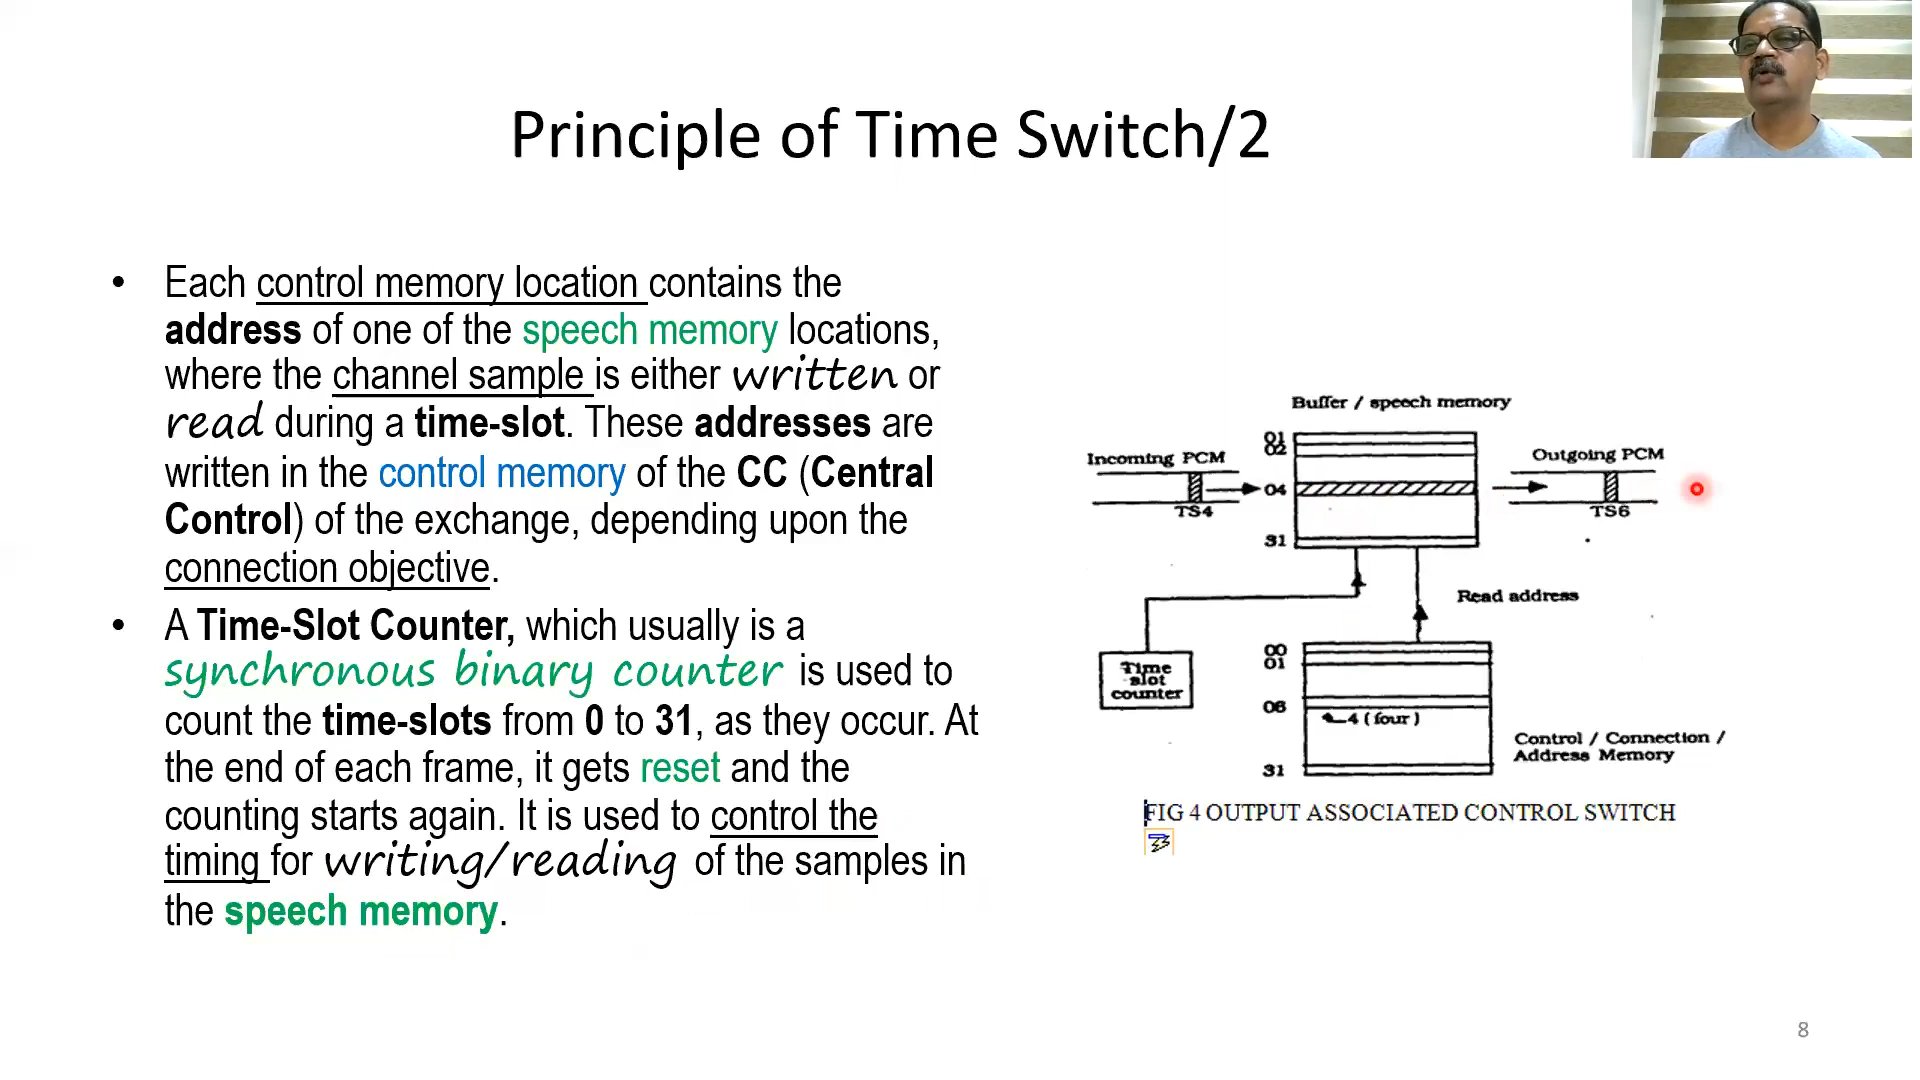 Principle of Time Switch/2
• Each control memory location contains the
address of one of the speech memory locations,
where the channel sample is either written or
read during a time-slot. These addresses are
written in the control memory of the CC (Central
Control) of the exchange, depending upon the
connection objective.
• A Time-Slot Counter, which usually is a
synchronous binary counter is used to
count the time-slots from 0 to 31, as they occur. At
the end of each frame, it gets reset and the
counting starts again. It is used to control the
timing for writing/reading of the samples in
the speech memory.
Buffer / speech memory
01
02
Incoming PCM
04
TS4
31
Outgoing PCM
TS6
Read address
Time
slot
counter
00
01
06
4 (four)
31
Control / Connection /
Address Memory
FIG 4 OUTPUT ASSOCIATED CONTROL SWITCH
8